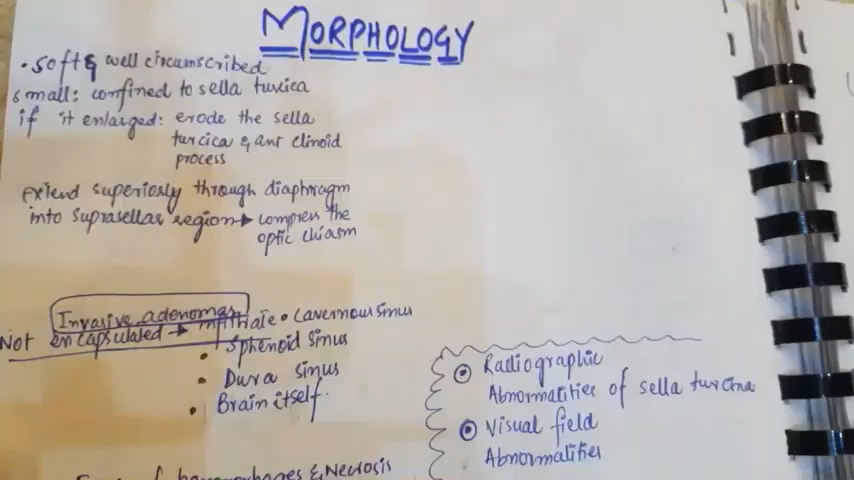 MORPHOLOGY
• soft & well circumscribed
small: confined to sella turcica
if it enlarged: erode the sella
turcica & ant clinoid
process
extend superiorly through diaphragm
into suprasellar region → compress the
optic chiasm
Invasive adenomas
Not encapsulated → infiltrate • Cavernous sinus
• Sphenoid sinus
• Dura sinus
• Brain itself.
haemorrhages & Necrosis
Radiographic
Abnormalities of sella turcica
Visual field
Abnormalities